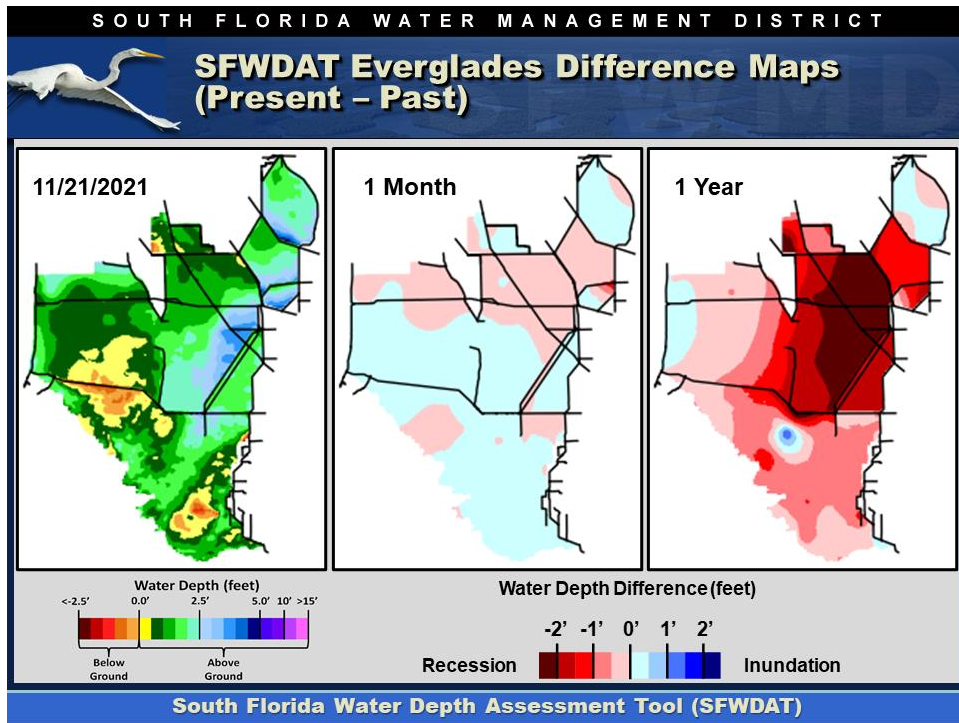 SOUTH FLORIDA WATER MANAGEMENT DISTRICT
SFWMD
SFWDAT Everglades Difference Maps
(Present – Past)
11/21/2021
1 Month
1 Year
Water Depth (feet)
<-2.5' 0.0' 2.5' 5.0' 10' >15'
Below
Ground
Above
Ground
Water Depth Difference (feet)
-2' -1' 0' 1' 2'
Recession
Inundation
South Florida Water Depth Assessment Tool (SFWDAT)